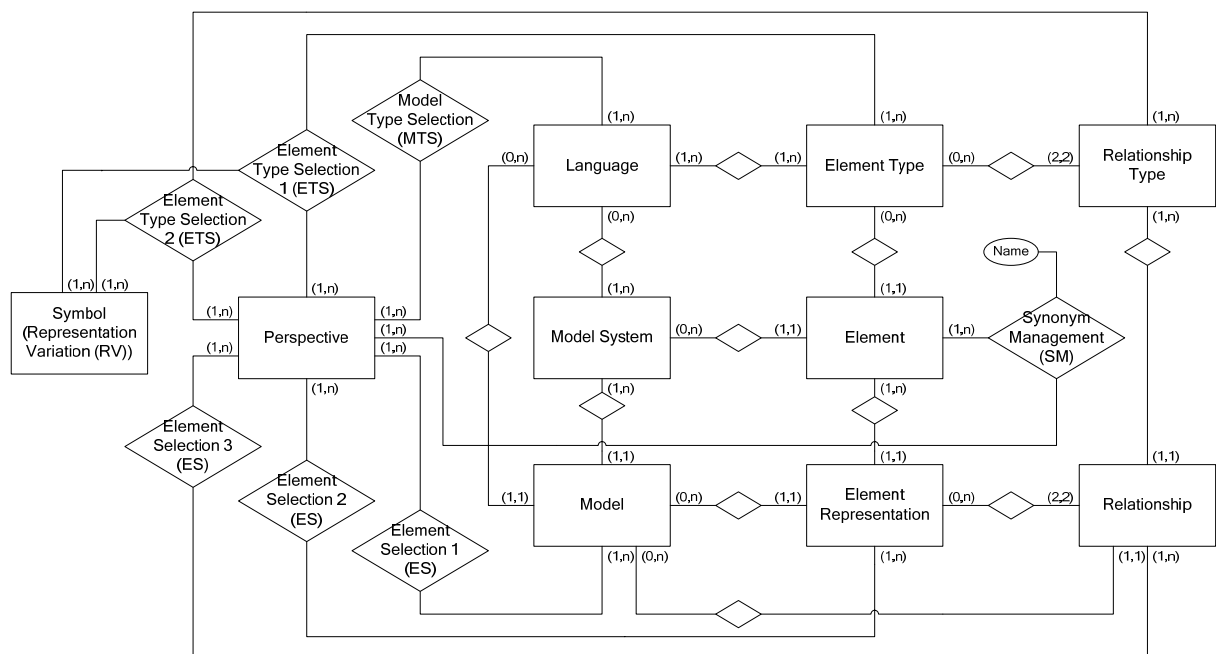 Model
Type Selection
(MTS)
(1,n)
(1,n)
(1,n)
Element
Type Selection
1 (ETS)
(0,n)
Language
(1,n)
(1,n)
Element Type
(0,n)
(2,2)
Relationship
Type
Element
Type Selection
2 (ETS)
(0,n)
(0,n)
(1,n)
Name
(1,n)
(1,n)
(1,n)
(1,n)
(1,1)
Symbol
(Representation
Variation (RV))
(1,n)
Perspective
(1,n)
(1,n)
(1,n)
Model System
(0,n)
(1,1)
Element
(1,n)
Synonym
Management
(SM)
(1,n)
(1,n)
(1,n)
(1,n)
(1,n)
Element
Selection 3
(ES)
(1,1)
(1,1)
(1,1)
Element
Selection 2
(ES)
(1,1)
Model
(0,n)
(1,1)
Element
Representation
(0,n)
(2,2)
Relationship
Element
Selection 1
(ES)
(1,n)
(0,n)
(1,n)
(1,1)
(1,n)